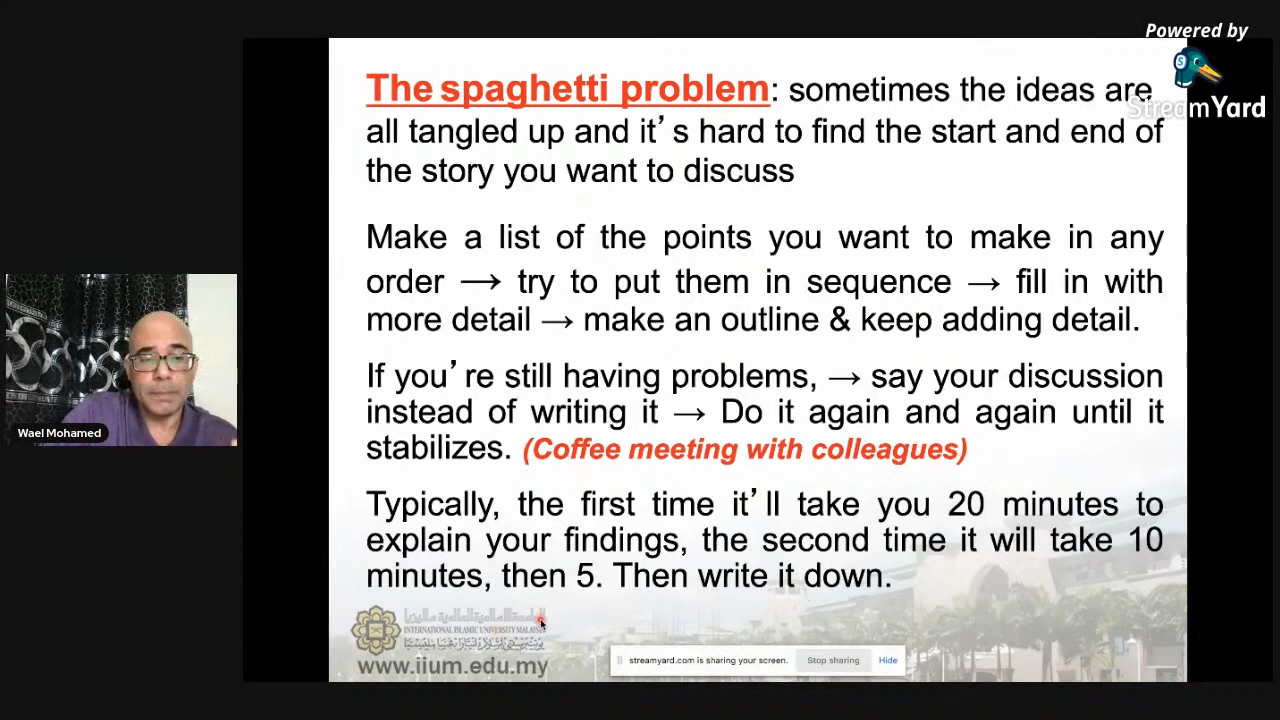 Powered by
StreamYard
The spaghetti problem: sometimes the ideas are
all tangled up and it's hard to find the start and end of
the story you want to discuss
Make a list of the points you want to make in any
order → try to put them in sequence → fill in with
more detail → make an outline & keep adding detail.
If you're still having problems, → say your discussion
instead of writing it → Do it again and again until it
stabilizes. (Coffee meeting with colleagues)
Typically, the first time it'll take you 20 minutes to
explain your findings, the second time it will take 10
minutes, then 5. Then write it down.
Wael Mohamed
الجامعة الإسلامية العالمية ماليزيا
INTERNATIONAL ISLAMIC UNIVERSITY MALAYSIA
www.iium.edu.my
streamyard.com is sharing your screen.
Stop sharing
Hide